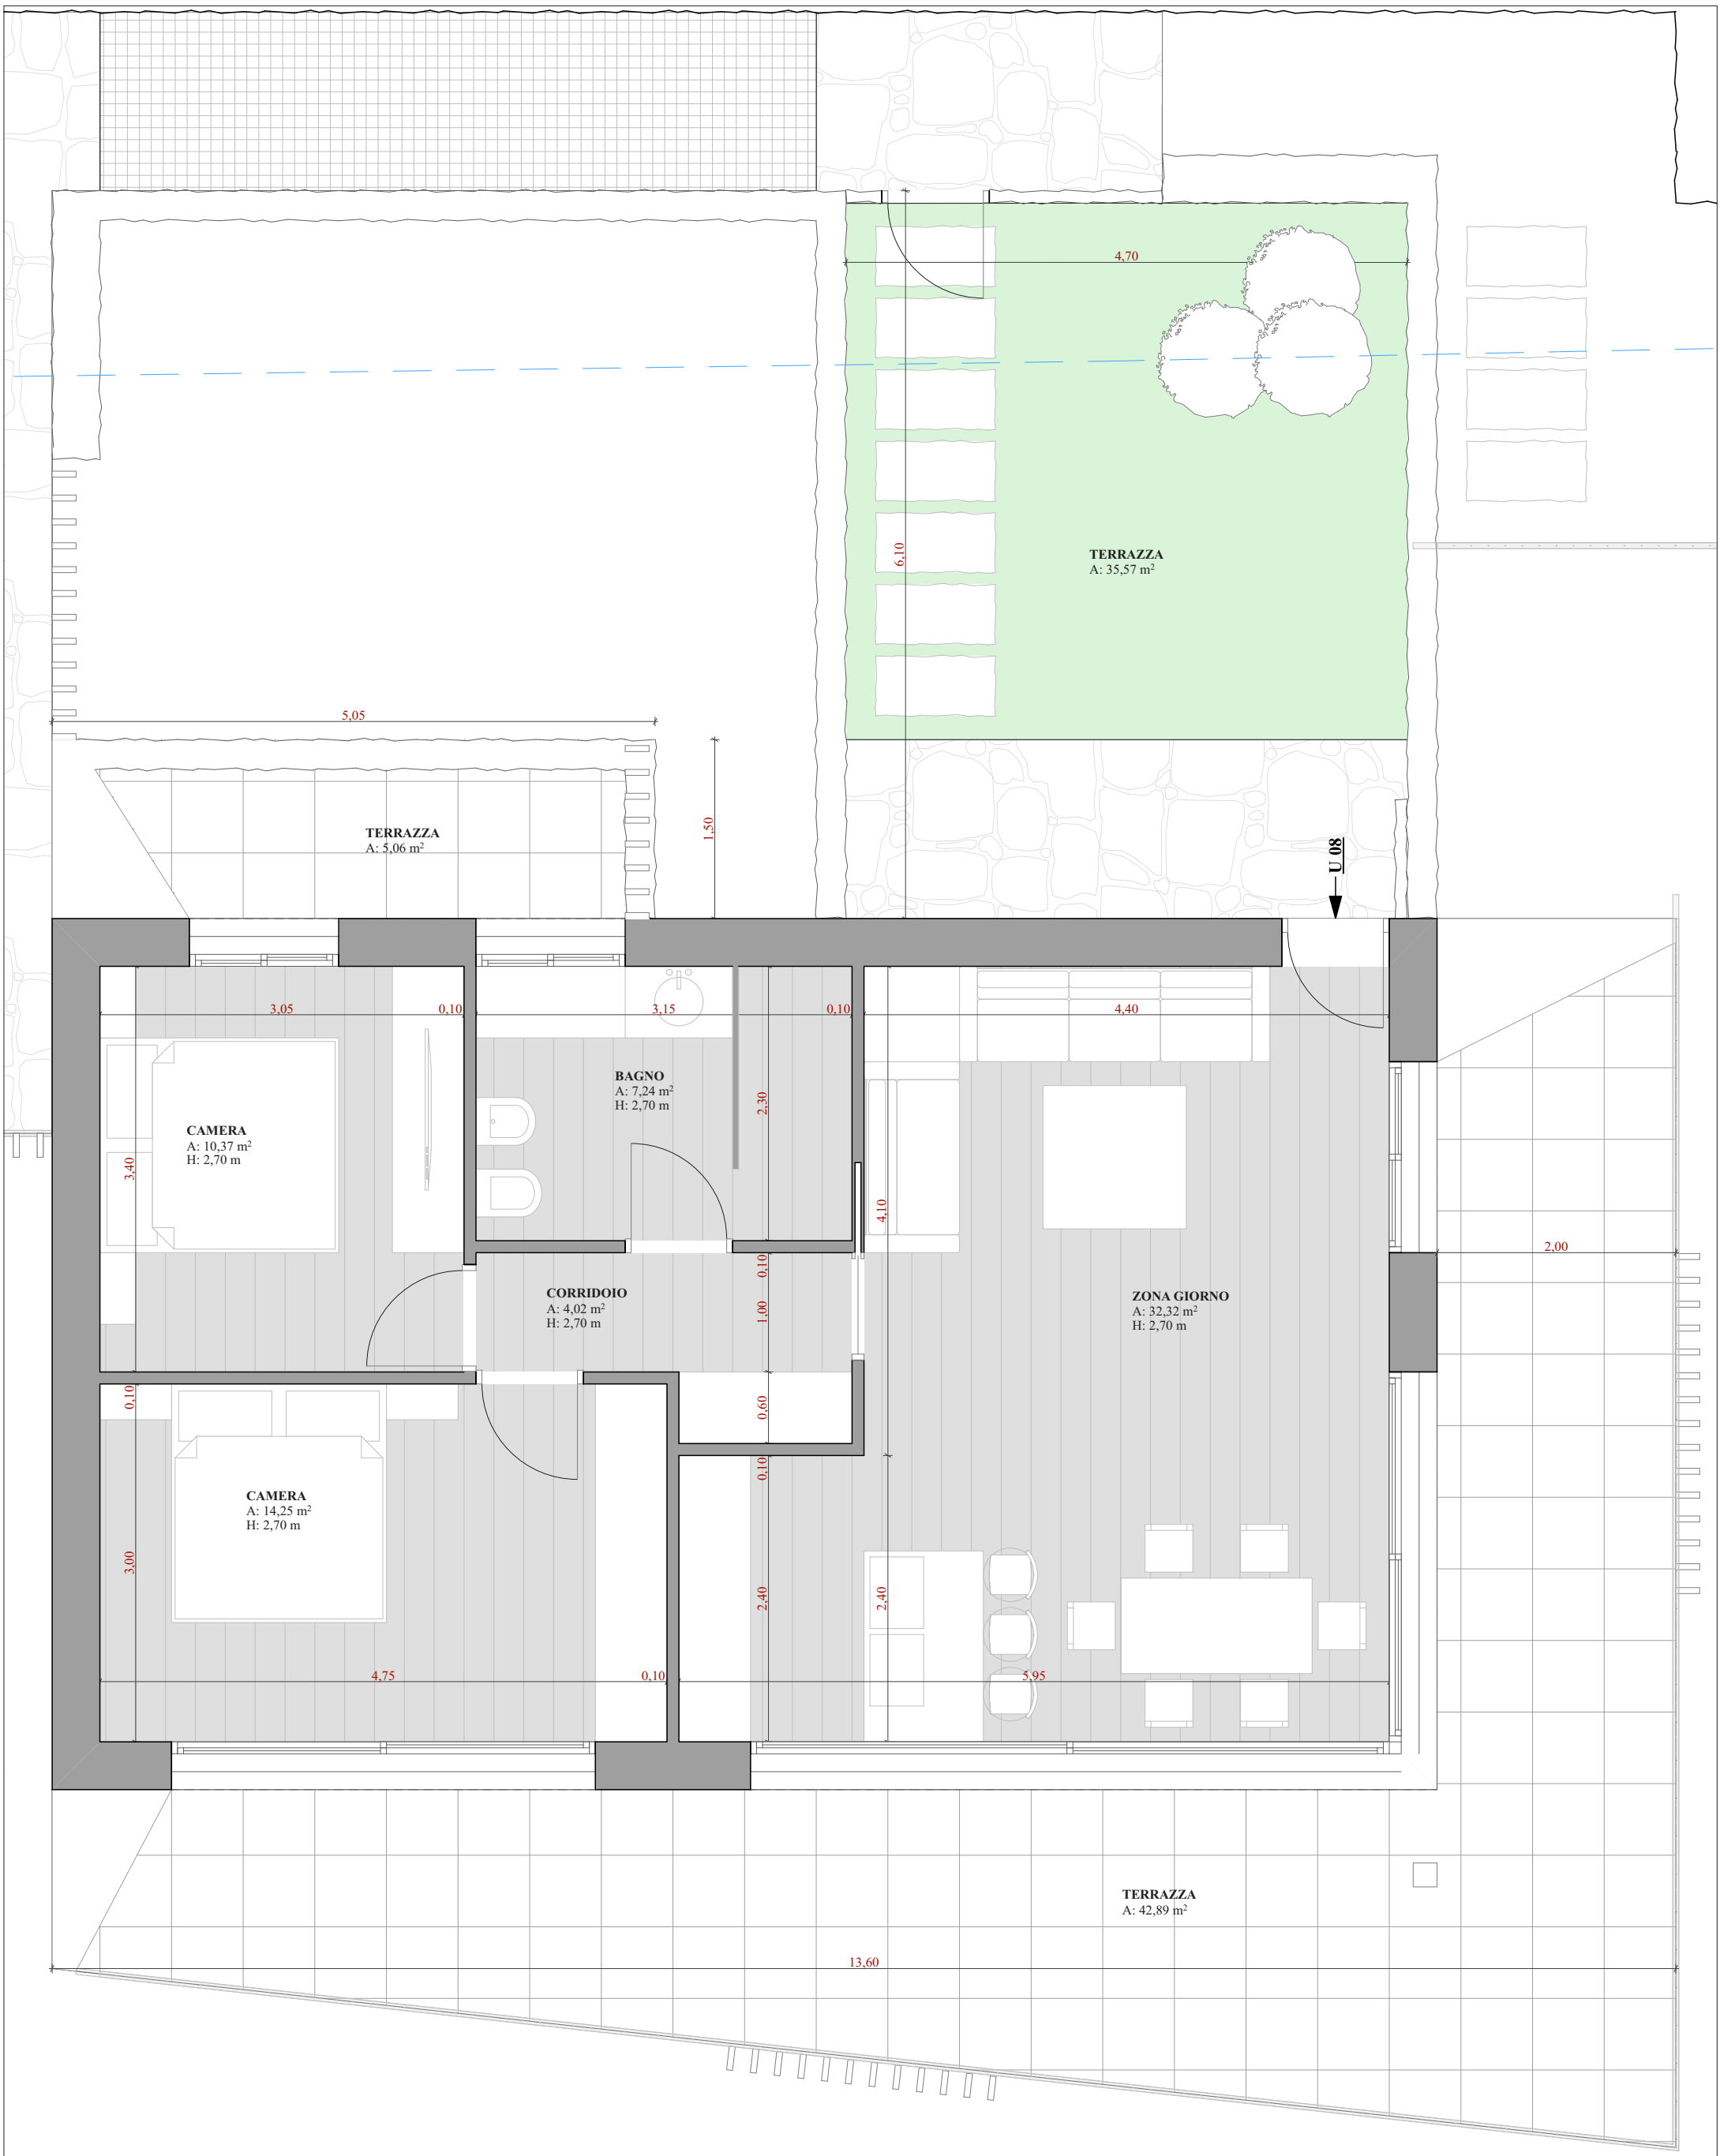 4,70
6,10
TERRAZZA
A: 35,57 m²
5,05
1,50
TERRAZZA
A: 5,06 m²
U 08
3,05
0,10
3,15
0,10
4,40
BAGNO
A: 7,24 m²
H: 2,70 m
2,30
CAMERA
A: 10,37 m²
H: 2,70 m
3,40
4,10
2,00
0,10
CORRIDOIO
A: 4,02 m²
H: 2,70 m
1,00
ZONA GIORNO
A: 32,32 m²
H: 2,70 m
0,10
0,60
0,10
CAMERA
A: 14,25 m²
H: 2,70 m
3,00
2,40
2,40
4,75
0,10
5,95
TERRAZZA
A: 42,89 m²
13,60